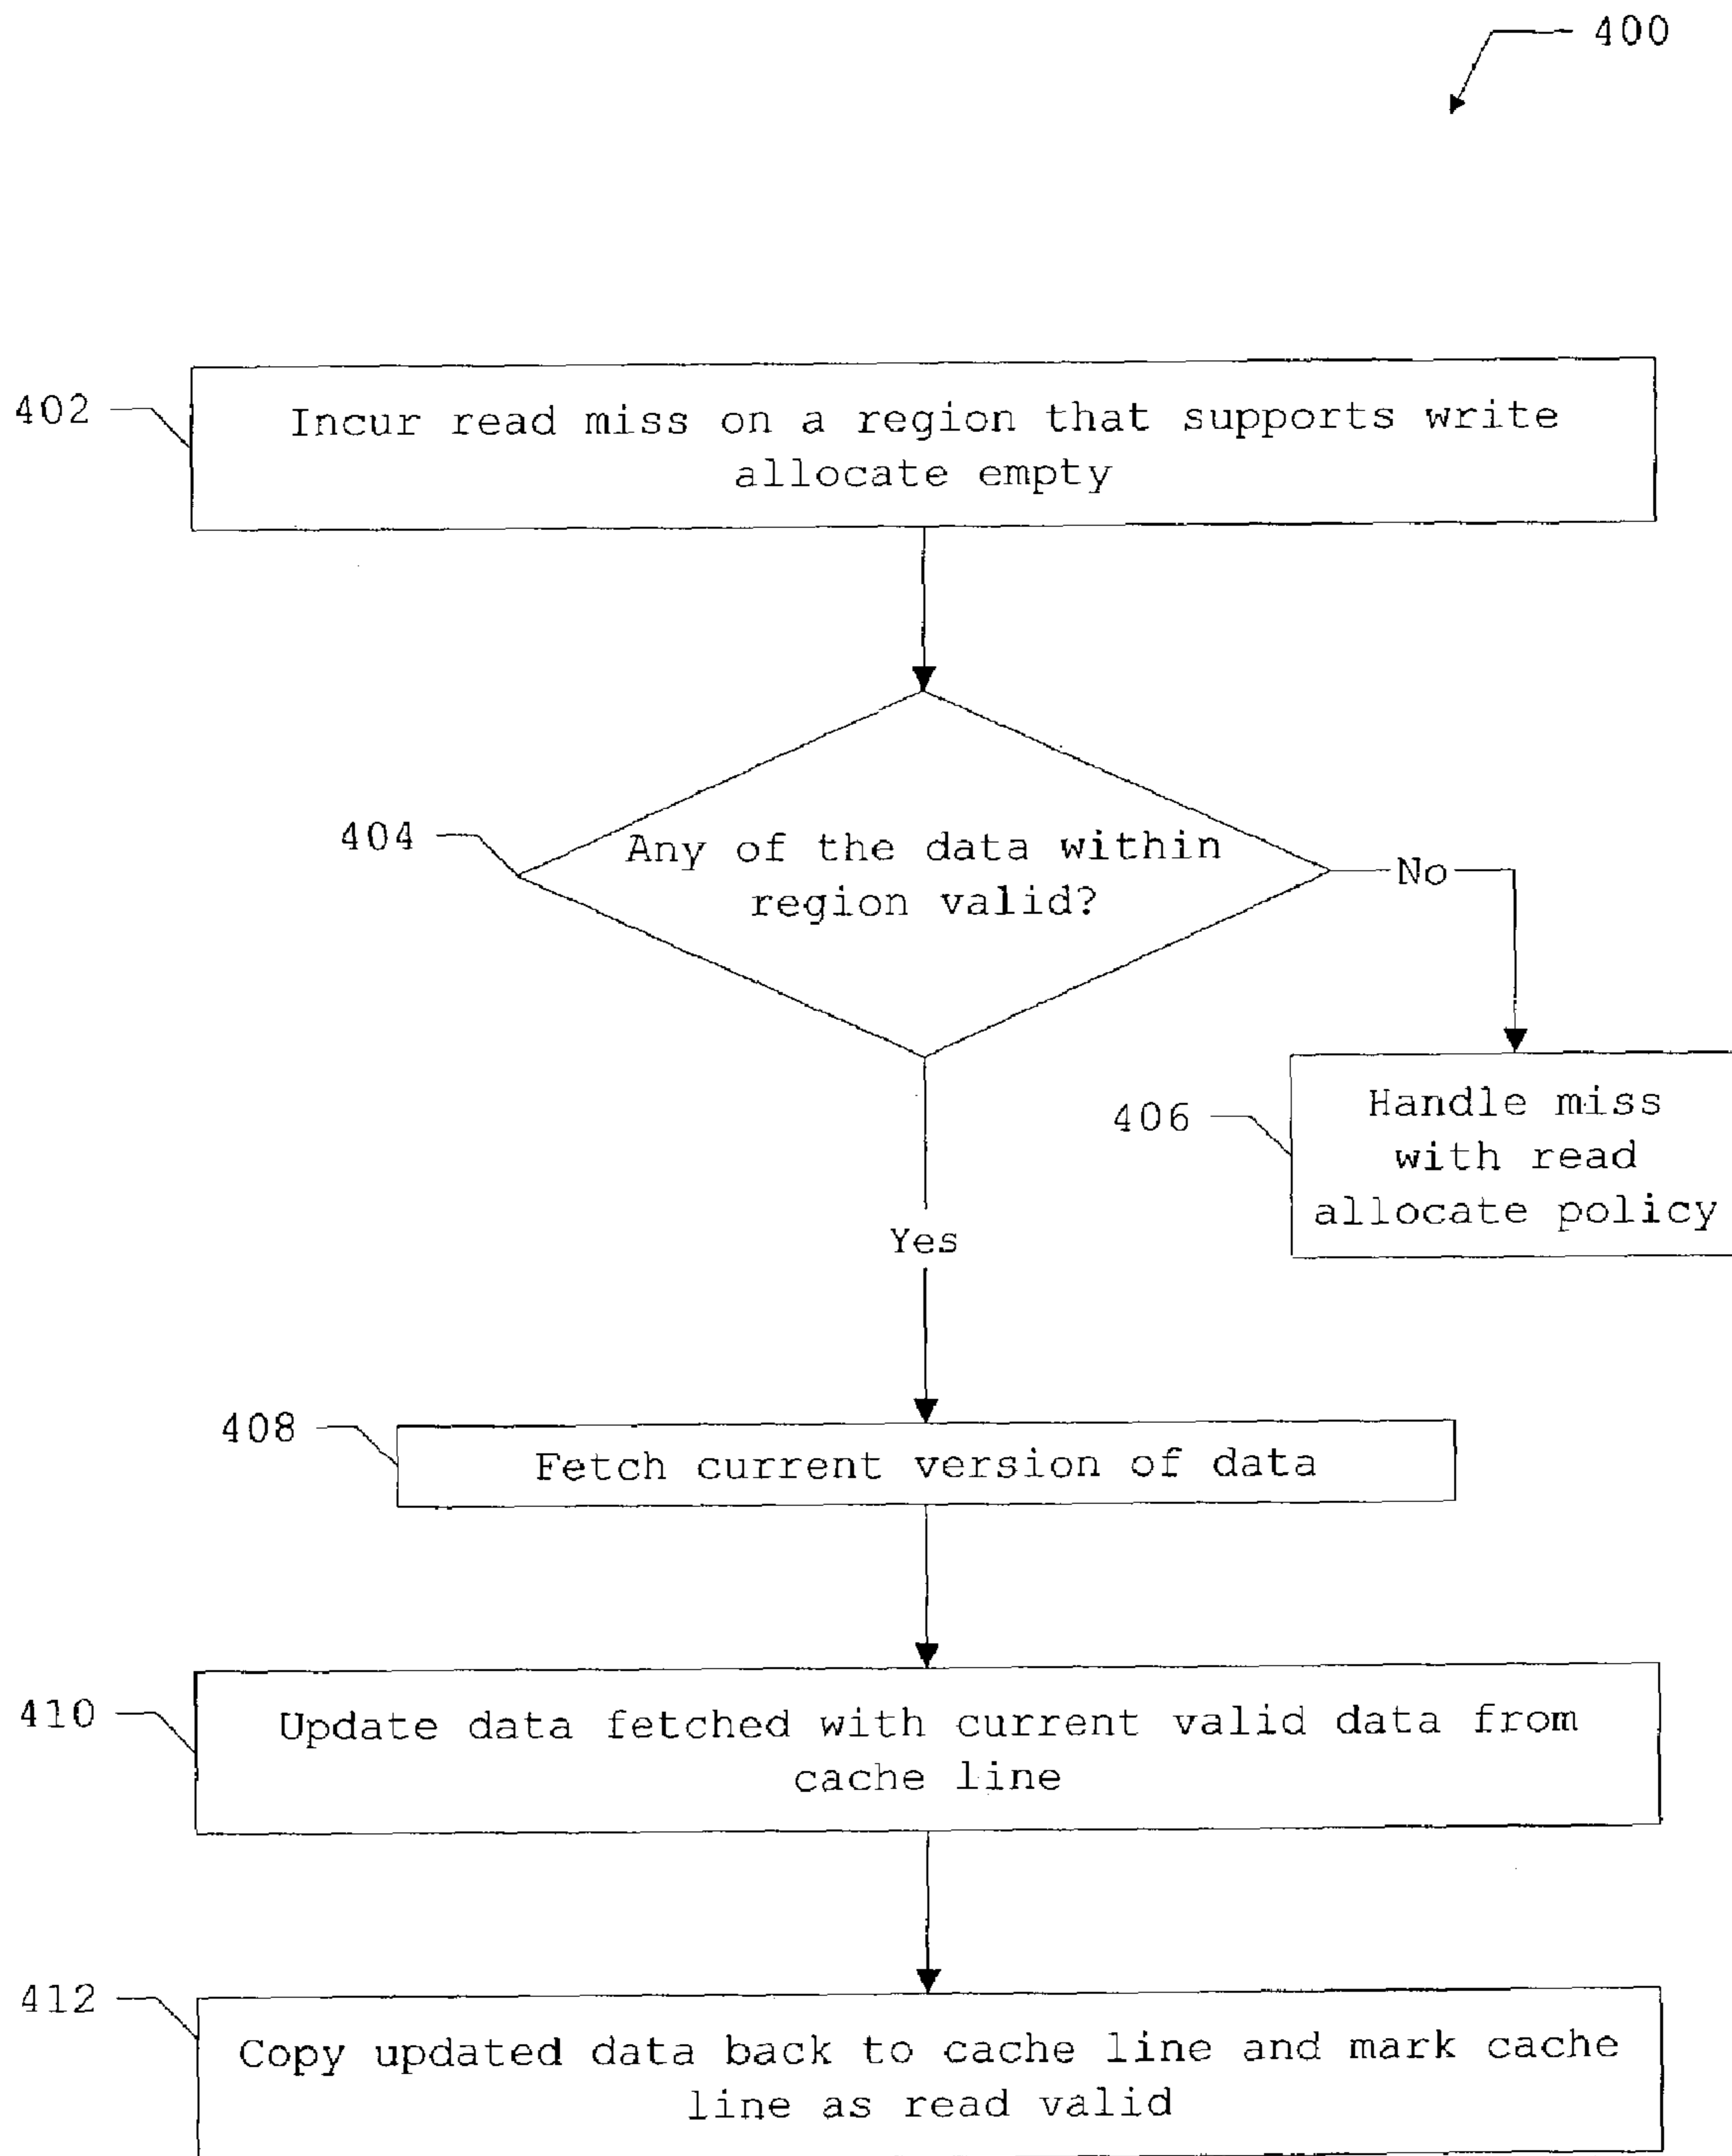 400
402
Incur read miss on a region that supports write
allocate empty
404
Any of the data within
region valid?
No
406
Handle miss
with read
allocate policy
Yes
408
Fetch current version of data
410
Update data fetched with current valid data from
cache line
412
Copy updated data back to cache line and mark cache
line as read valid